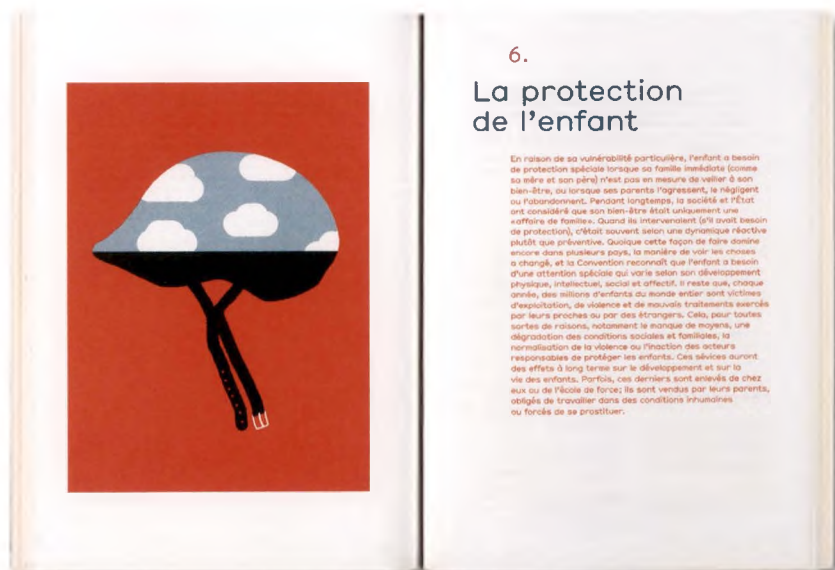 6.
La protection
de l'enfant
En raison de sa vulnérabilité particulière, l'enfant a besoin
de protection spéciale lorsque sa famille immédiate (comme
sa mère et son père) n'est pas en mesure de veiller à son
bien-être, ou lorsque ses parents l'agressent, le négligent
ou l'abandonnent. Pendant longtemps, la société et l'État
ont considéré que son bien-être était uniquement une
«affaire de famille». Quand ils intervenaient (s'il avait besoin
de protection), c'était souvent selon une dynamique réactive
plutôt que préventive. Quoique cette façon de faire domine
encore dans plusieurs pays, la manière de voir les choses
a changé, et la Convention reconnaît que l'enfant a besoin
d'une attention spéciale qui varie selon son développement
physique, intellectuel, social et affectif. Il reste que, chaque
année, des millions d'enfants du monde entier sont victimes
d'exploitation, de violence et de mauvais traitements exercés
par leurs proches ou par des étrangers. Cela, pour toutes
sortes de raisons, notamment le manque de moyens, une
dégradation des conditions sociales et familiales, la
normalisation de la violence ou l'inaction des acteurs
responsables de protéger les enfants. Ces sévices auront
des effets à long terme sur le développement et sur la
vie des enfants. Parfois, ces derniers sont enlevés de chez
eux ou de l'école de force; ils sont vendus par leurs parents,
obligés de travailler dans des conditions inhumaines
ou forcés de se prostituer.